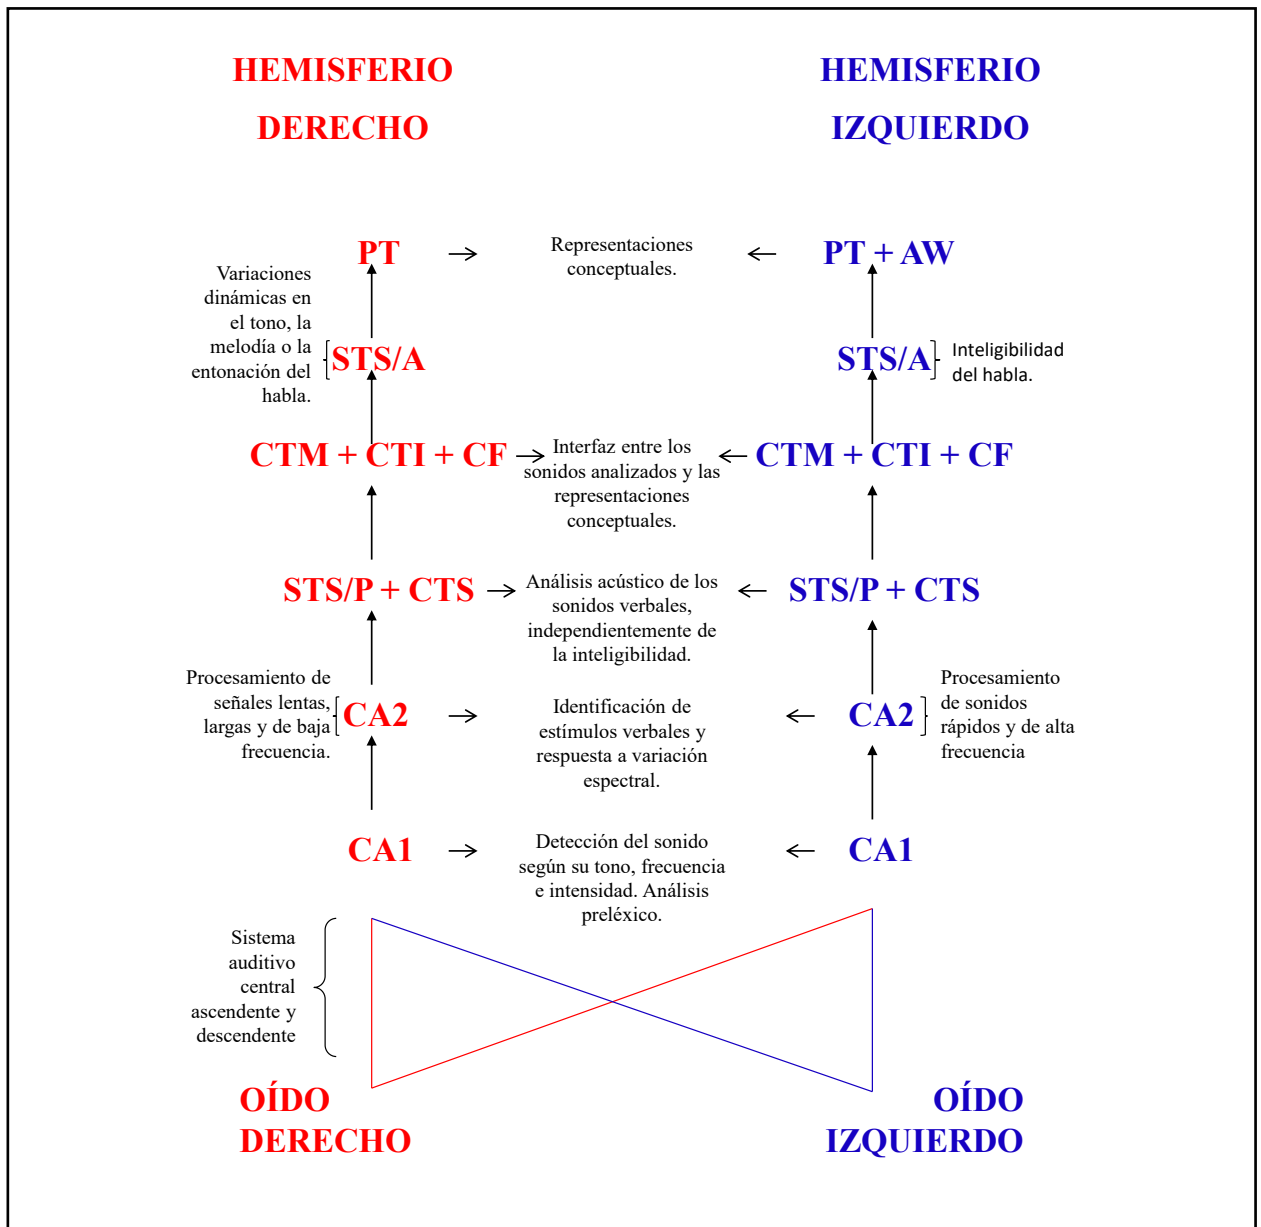 HEMISFERIO
DERECHO
HEMISFERIO
IZQUIERDO
PT
Representaciones
conceptuales.
PT + AW
Variaciones
dinámicas en
el tono, la
melodía o la
entonación del
habla.
STS/A
STS/A
Inteligibilidad
del habla.
CTM + CTI + CF
Interfaz entre los
sonidos analizados y las
representaciones
conceptuales.
CTM + CTI + CF
STS/P + CTS
Análisis acústico de los
sonidos verbales,
independientemente de
la inteligibilidad.
STS/P + CTS
Procesamiento de
señales lentas,
largas y de baja
frecuencia.
CA2
Identificación de
estímulos verbales y
respuesta a variación
espectral.
CA2
Procesamiento
de sonidos
rápidos y de alta
frecuencia
CA1
Detección del sonido
según su tono, frecuencia
e intensidad. Análisis
preléxico.
CA1
Sistema
auditivo
central
ascendente y
descendente
OÍDO
DERECHO
OÍDO
IZQUIERDO